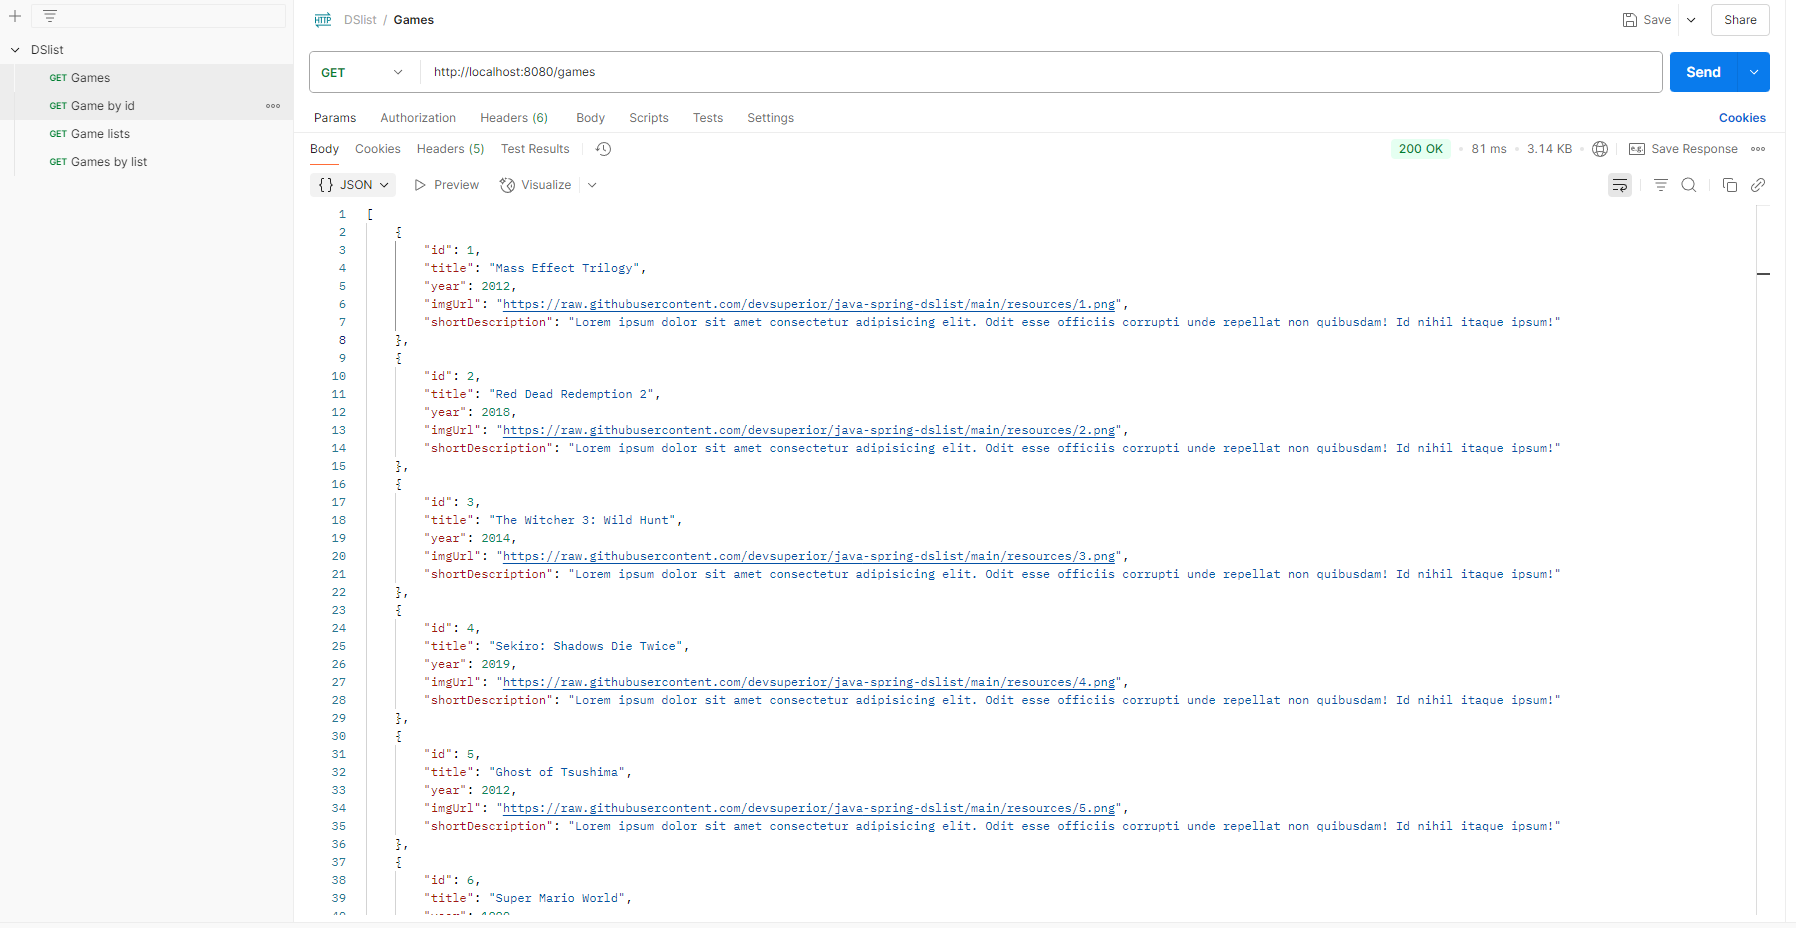 DSlist / Games
Save
Share
DSlist
GET Games
GET Game by id
GET Game lists
GET Games by list
GET
http://localhost:8080/games
Send
Params Authorization Headers (6) Body Scripts Tests Settings
Cookies
Body Cookies Headers (5) Test Results
200 OK • 81 ms • 3.14 KB • Save Response
{} JSON Preview Visualize
1 [
2 {
3 "id": 1,
4 "title": "Mass Effect Trilogy",
5 "year": 2012,
6 "imgUrl": "https://raw.githubusercontent.com/devsuperior/java-spring-dslist/main/resources/1.png",
7 "shortDescription": "Lorem ipsum dolor sit amet consectetur adipisicing elit. Odit esse officiis corrupti unde repellat non quibusdam! Id nihil itaque ipsum!"
8 },
9 {
10 "id": 2,
11 "title": "Red Dead Redemption 2",
12 "year": 2018,
13 "imgUrl": "https://raw.githubusercontent.com/devsuperior/java-spring-dslist/main/resources/2.png",
14 "shortDescription": "Lorem ipsum dolor sit amet consectetur adipisicing elit. Odit esse officiis corrupti unde repellat non quibusdam! Id nihil itaque ipsum!"
15 },
16 {
17 "id": 3,
18 "title": "The Witcher 3: Wild Hunt",
19 "year": 2014,
20 "imgUrl": "https://raw.githubusercontent.com/devsuperior/java-spring-dslist/main/resources/3.png",
21 "shortDescription": "Lorem ipsum dolor sit amet consectetur adipisicing elit. Odit esse officiis corrupti unde repellat non quibusdam! Id nihil itaque ipsum!"
22 },
23 {
24 "id": 4,
25 "title": "Sekiro: Shadows Die Twice",
26 "year": 2019,
27 "imgUrl": "https://raw.githubusercontent.com/devsuperior/java-spring-dslist/main/resources/4.png",
28 "shortDescription": "Lorem ipsum dolor sit amet consectetur adipisicing elit. Odit esse officiis corrupti unde repellat non quibusdam! Id nihil itaque ipsum!"
29 },
30 {
31 "id": 5,
32 "title": "Ghost of Tsushima",
33 "year": 2012,
34 "imgUrl": "https://raw.githubusercontent.com/devsuperior/java-spring-dslist/main/resources/5.png",
35 "shortDescription": "Lorem ipsum dolor sit amet consectetur adipisicing elit. Odit esse officiis corrupti unde repellat non quibusdam! Id nihil itaque ipsum!"
36 },
37 {
38 "id": 6,
39 "title": "Super Mario World",